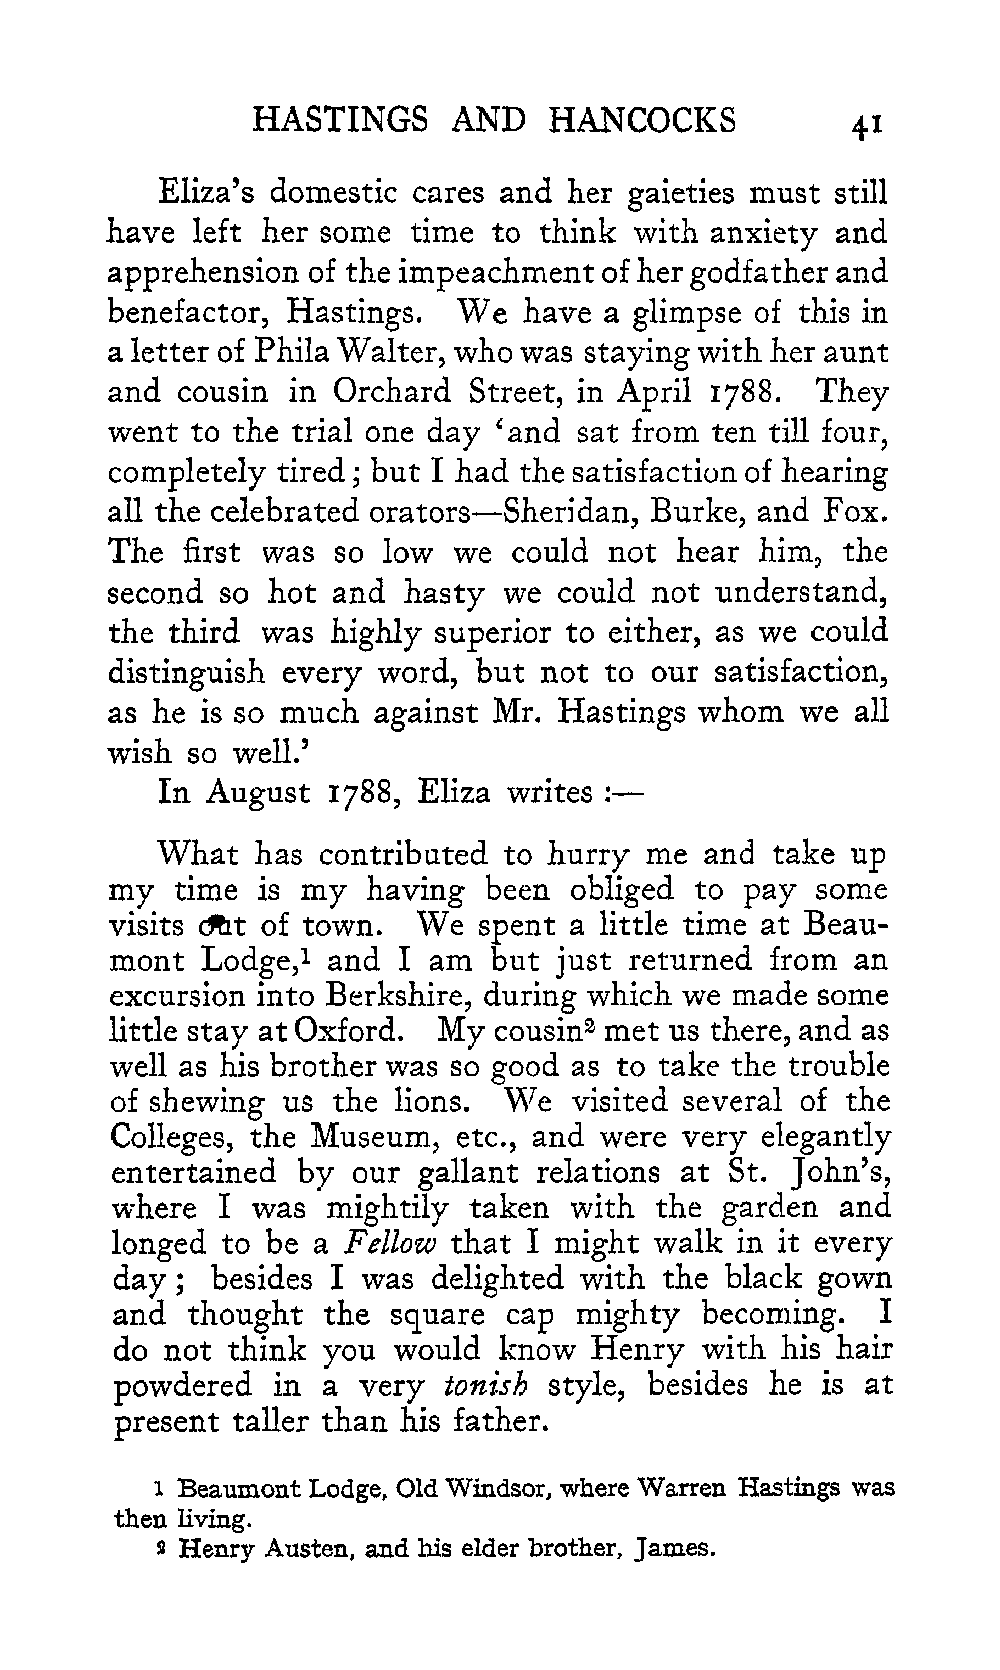 HASTINGS AND HANCOCKS 41
Eliza's domestic cares and her gaieties must still
have left her some time to think with anxiety and
apprehension of the impeachment of her godfather and
benefactor, Hastings. We have a glimpse of this in
a letter of Phila Walter, who was staying with her aunt
and cousin in Orchard Street, in April 1788. They
went to the trial one day 'and sat from ten till four,
completely tired; but I had the satisfaction of hearing
all the celebrated orators—Sheridan, Burke, and Fox.
The first was so low we could not hear him, the
second so hot and hasty we could not understand,
the third was highly superior to either, as we could
distinguish every word, but not to our satisfaction,
as he is so much against Mr. Hastings whom we all
wish so well.'
In August 1788, Eliza writes :—
What has contributed to hurry me and take up
my time is my having been obliged to pay some
visits out of town. We spent a little time at Beau-
mont Lodge,¹ and I am but just returned from an
excursion into Berkshire, during which we made some
little stay at Oxford. My cousin² met us there, and as
well as his brother was so good as to take the trouble
of shewing us the lions. We visited several of the
Colleges, the Museum, etc., and were very elegantly
entertained by our gallant relations at St. John's,
where I was mightily taken with the garden and
longed to be a Fellow that I might walk in it every
day; besides I was delighted with the black gown
and thought the square cap mighty becoming. I
do not think you would know Henry with his hair
powdered in a very tonish style, besides he is at
present taller than his father.
1 Beaumont Lodge, Old Windsor, where Warren Hastings was
then living.
2 Henry Austen, and his elder brother, James.